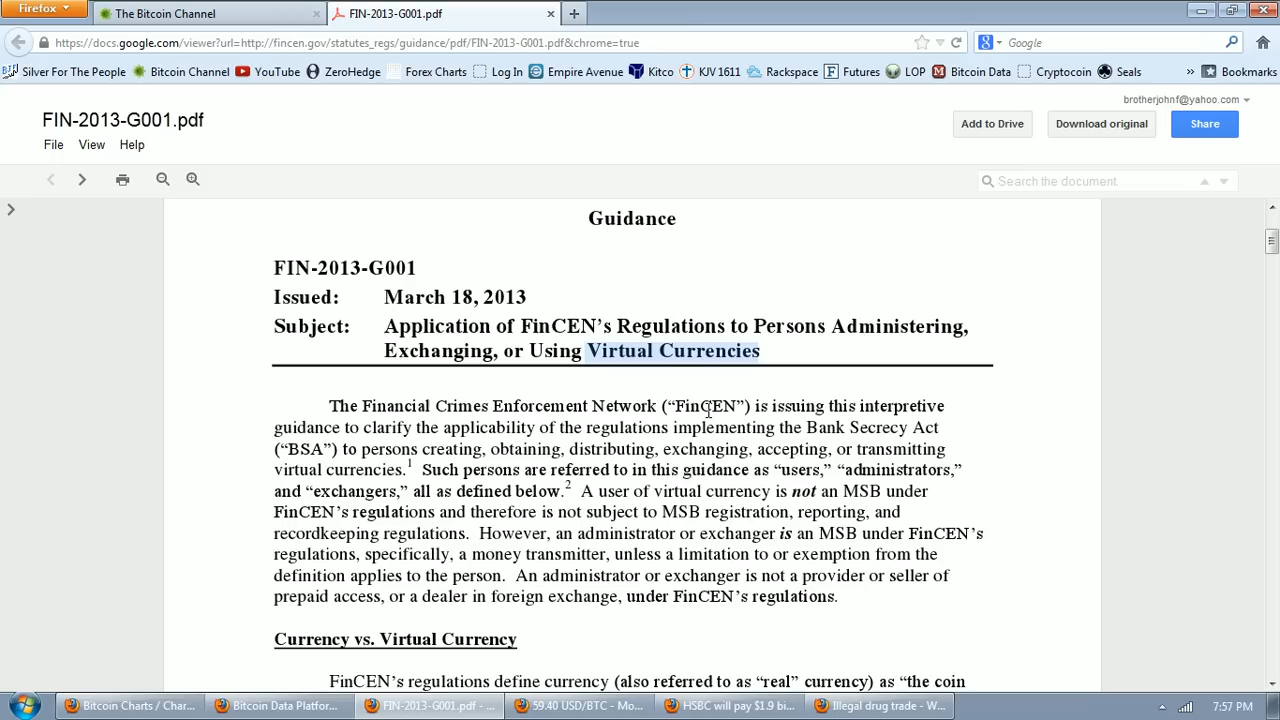 Firefox
The Bitcoin Channel
FIN-2013-G001.pdf
https://docs.google.com/viewer?url=http://fincen.gov/statutes_regs/guidance/pdf/FIN-2013-G001.pdf&chrome=true
Google
Silver For The People
Bitcoin Channel
YouTube
ZeroHedge
Forex Charts
Log In
Empire Avenue
Kitco
KJV 1611
Rackspace
Futures
LOP
Bitcoin Data
Cryptocoin
Seals
»
Bookmarks
brotherjohnf@yahoo.com
FIN-2013-G001.pdf
Add to Drive
Download original
Share
File View Help
Search the document.
Guidance
FIN-2013-G001
Issued: March 18, 2013
Subject: Application of FinCEN’s Regulations to Persons Administering,
Exchanging, or Using Virtual Currencies
The Financial Crimes Enforcement Network (“FinCEN”) is issuing this interpretive
guidance to clarify the applicability of the regulations implementing the Bank Secrecy Act
(“BSA”) to persons creating, obtaining, distributing, exchanging, accepting, or transmitting
virtual currencies.1 Such persons are referred to in this guidance as “users,” “administrators,”
and “exchangers,” all as defined below.2 A user of virtual currency is not an MSB under
FinCEN’s regulations and therefore is not subject to MSB registration, reporting, and
recordkeeping regulations. However, an administrator or exchanger is an MSB under FinCEN’s
regulations, specifically, a money transmitter, unless a limitation to or exemption from the
definition applies to the person. An administrator or exchanger is not a provider or seller of
prepaid access, or a dealer in foreign exchange, under FinCEN’s regulations.
Currency vs. Virtual Currency
FinCEN’s regulations define currency (also referred to as “real” currency) as “the coin
Bitcoin Charts / Char...
Bitcoin Data Platfor...
FIN-2013-G001.pdf - ...
59.40 USD/BTC - Mo...
HSBC will pay $1.9 bi...
Illegal drug trade - W...
7:57 PM